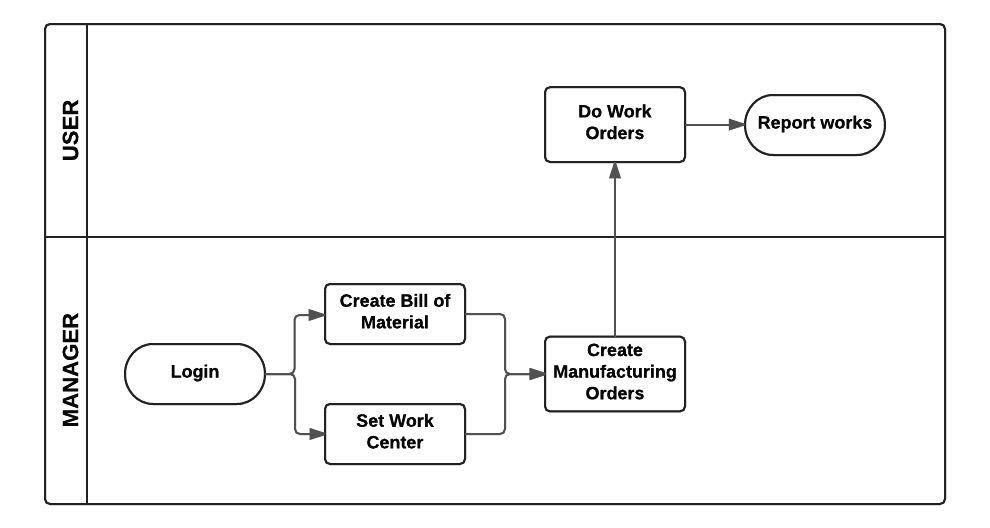 USER
Do Work
Orders
Report works
MANAGER
Login
Create Bill of
Material
Set Work
Center
Create
Manufacturing
Orders